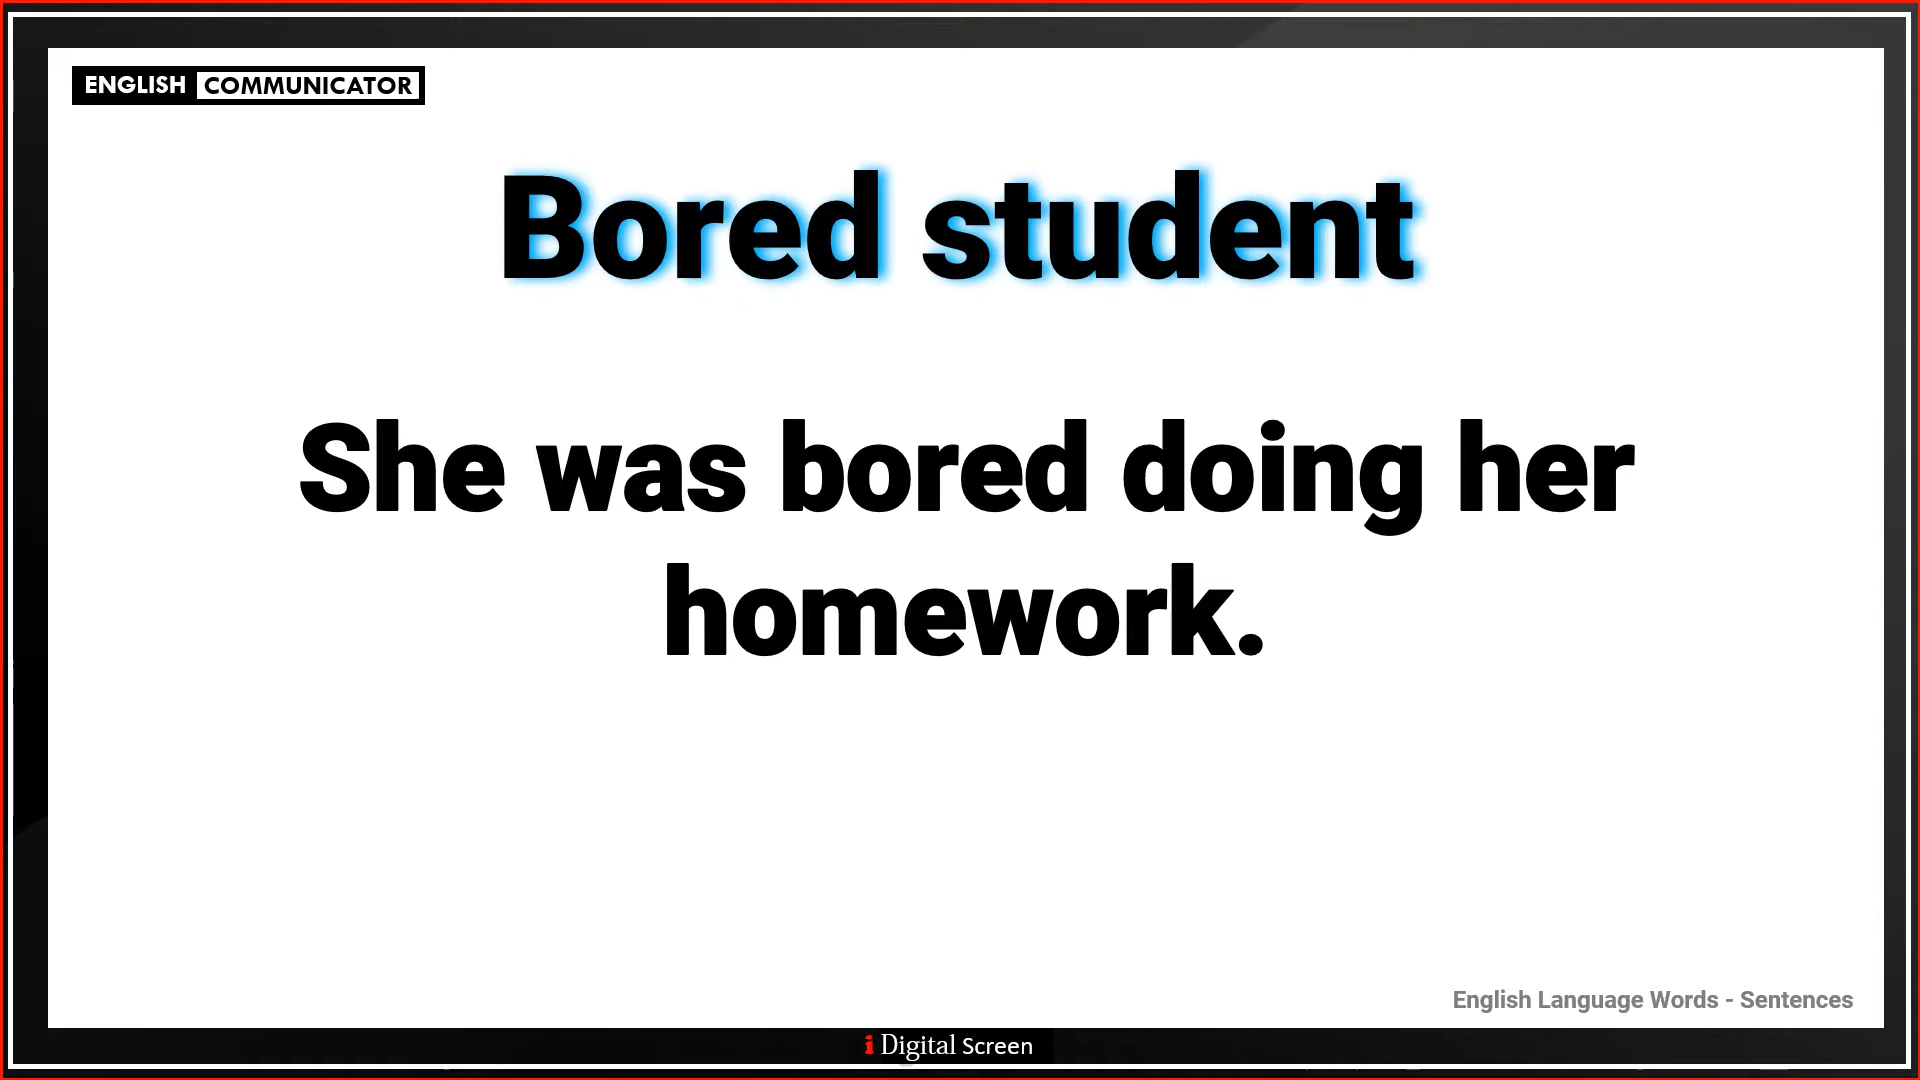 ENGLISH COMMUNICATOR
Bored student
She was bored doing her
homework.
English Language Words - Sentences
i Digital Screen